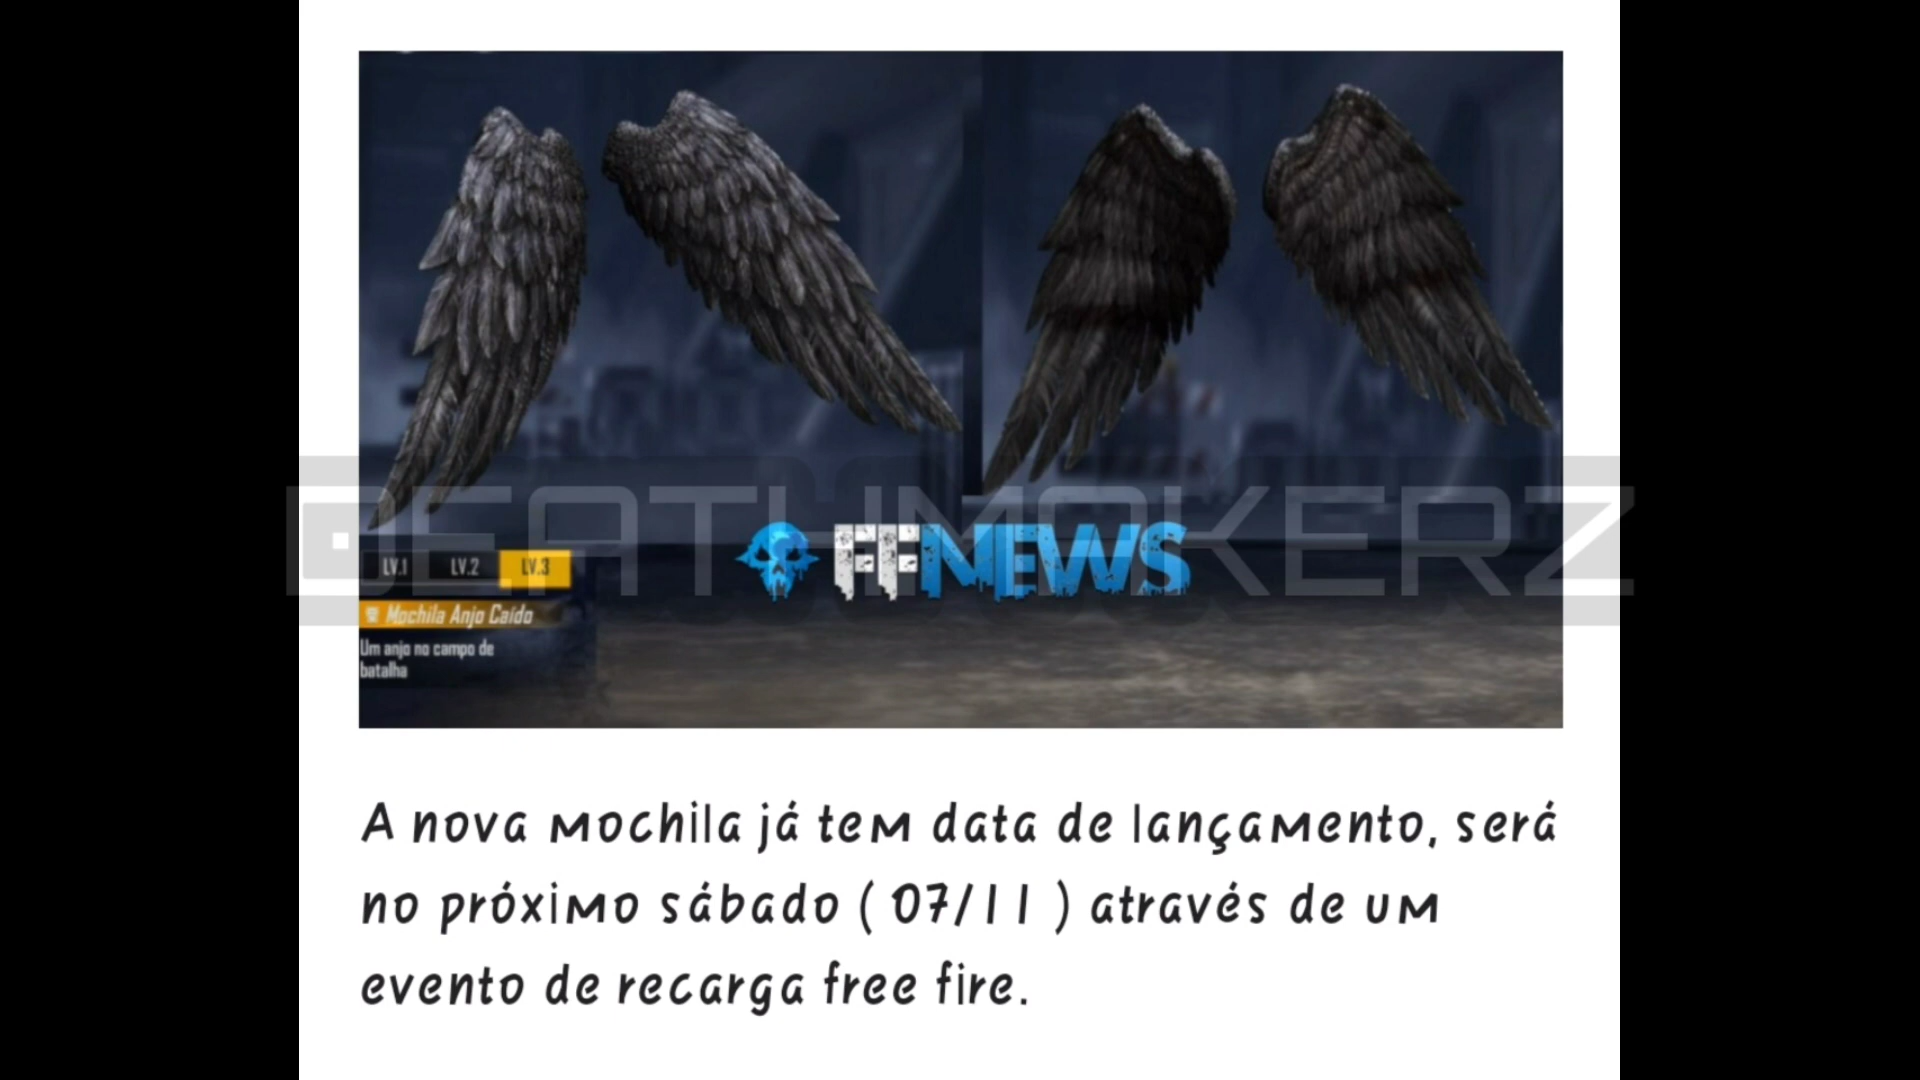 DEATHMAKERZ
FFNEWS
LV.1 LV.2 LV.3
Mochila Anjo Caído
Um anjo no campo de
batalha
A nova mochila já tem data de lançamento, será
no próximo sábado ( 07/11 ) através de um
evento de recarga free fire.